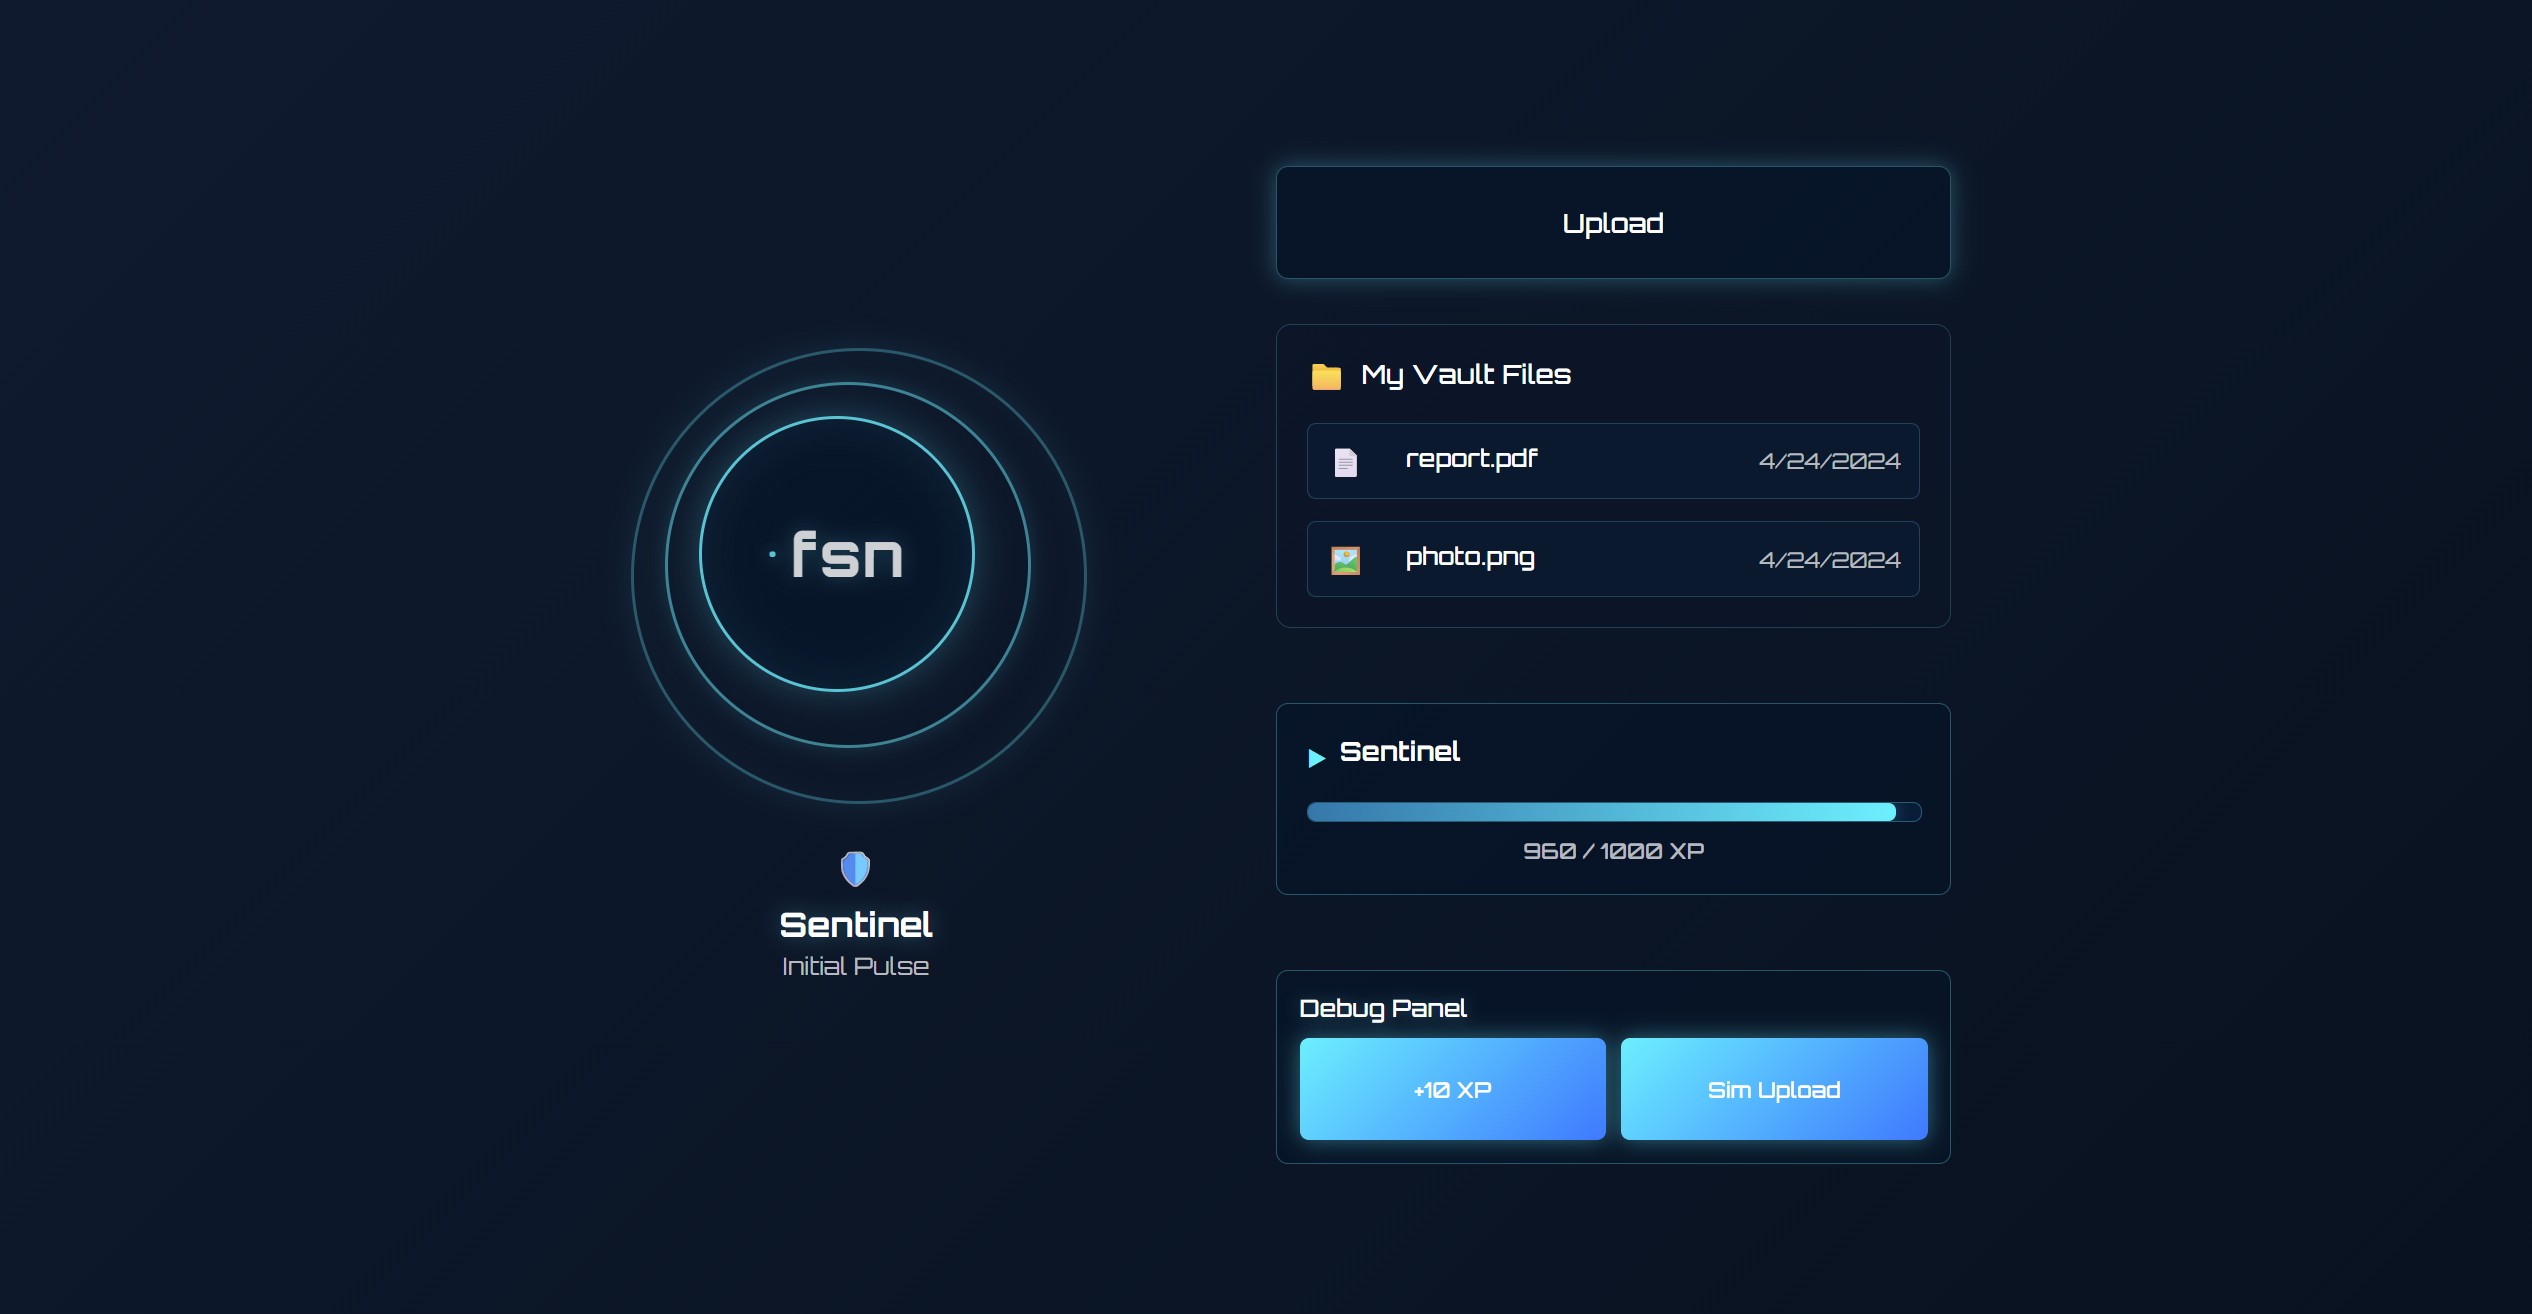 · fsn
Sentinel
Initial Pulse
Upload
My Vault Files
report.pdf 4/24/2024
photo.png 4/24/2024
Sentinel
960 / 1000 XP
Debug Panel
+10 XP Sim Upload